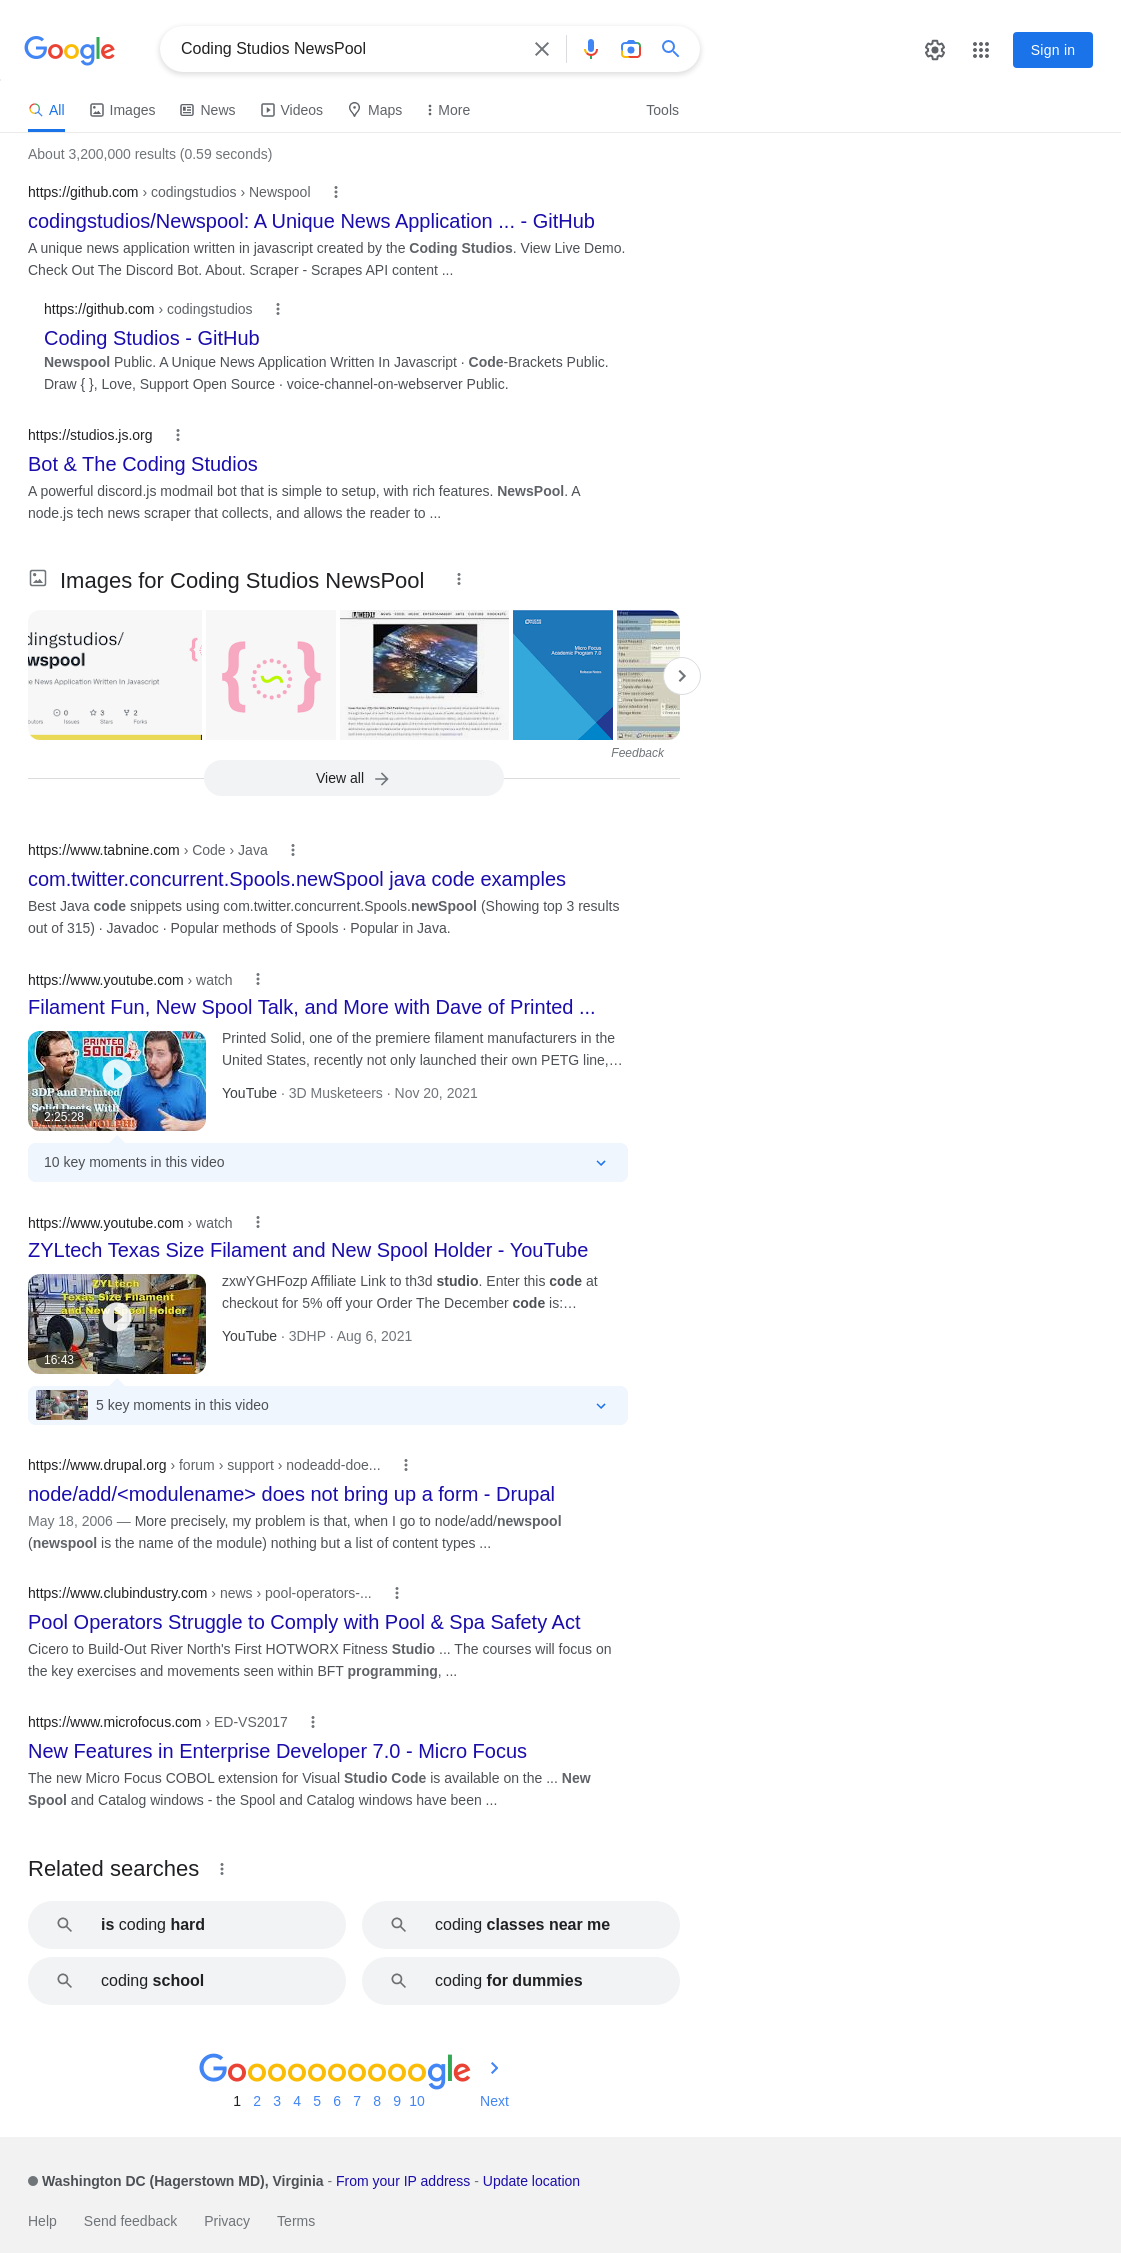 Google
Coding Studios NewsPool
Sign in
All
Images
News
Videos
Maps
More
Tools
About 3,200,000 results (0.59 seconds)
https://github.com › codingstudios › Newspool
codingstudios/Newspool: A Unique News Application ... - GitHub
A unique news application written in javascript created by the Coding Studios. View Live Demo.
Check Out The Discord Bot. About. Scraper - Scrapes API content ...
https://github.com › codingstudios
Coding Studios - GitHub
Newspool Public. A Unique News Application Written In Javascript · Code-Brackets Public.
Draw { }, Love, Support Open Source · voice-channel-on-webserver Public.
https://studios.js.org
Bot & The Coding Studios
A powerful discord.js modmail bot that is simple to setup, with rich features. NewsPool. A
node.js tech news scraper that collects, and allows the reader to ...
Images for Coding Studios NewsPool
dingstudios/
wspool
e News Application Written In Javascript
0
3
2
Issues
Stars
Forks
Micro Focus
Academic Program 7.0
Release Notes
Feedback
View all
https://www.tabnine.com › Code › Java
com.twitter.concurrent.Spools.newSpool java code examples
Best Java code snippets using com.twitter.concurrent.Spools.newSpool (Showing top 3 results
out of 315) · Javadoc · Popular methods of Spools · Popular in Java.
https://www.youtube.com › watch
Filament Fun, New Spool Talk, and More with Dave of Printed ...
PRINTED
SOLID
3DP and Printed
Solid Deets With
2:25:28
Printed Solid, one of the premiere filament manufacturers in the
United States, recently not only launched their own PETG line,...
YouTube · 3D Musketeers · Nov 20, 2021
10 key moments in this video
https://www.youtube.com › watch
ZYLtech Texas Size Filament and New Spool Holder - YouTube
ZYLtech
Texas Size Filament
and New Spool Holder
16:43
zxwYGHFozp Affiliate Link to th3d studio. Enter this code at
checkout for 5% off your Order The December code is:...
YouTube · 3DHP · Aug 6, 2021
5 key moments in this video
https://www.drupal.org › forum › support › nodeadd-doe...
node/add/<modulename> does not bring up a form - Drupal
May 18, 2006 — More precisely, my problem is that, when I go to node/add/newspool
(newspool is the name of the module) nothing but a list of content types ...
https://www.clubindustry.com › news › pool-operators-...
Pool Operators Struggle to Comply with Pool & Spa Safety Act
Cicero to Build-Out River North's First HOTWORX Fitness Studio ... The courses will focus on
the key exercises and movements seen within BFT programming, ...
https://www.microfocus.com › ED-VS2017
New Features in Enterprise Developer 7.0 - Micro Focus
The new Micro Focus COBOL extension for Visual Studio Code is available on the ... New
Spool and Catalog windows - the Spool and Catalog windows have been ...
Related searches
is coding hard
coding classes near me
coding school
coding for dummies
Goooooooooogle
1 2 3 4 5 6 7 8 9 10 Next
Washington DC (Hagerstown MD), Virginia - From your IP address - Update location
Help
Send feedback
Privacy
Terms